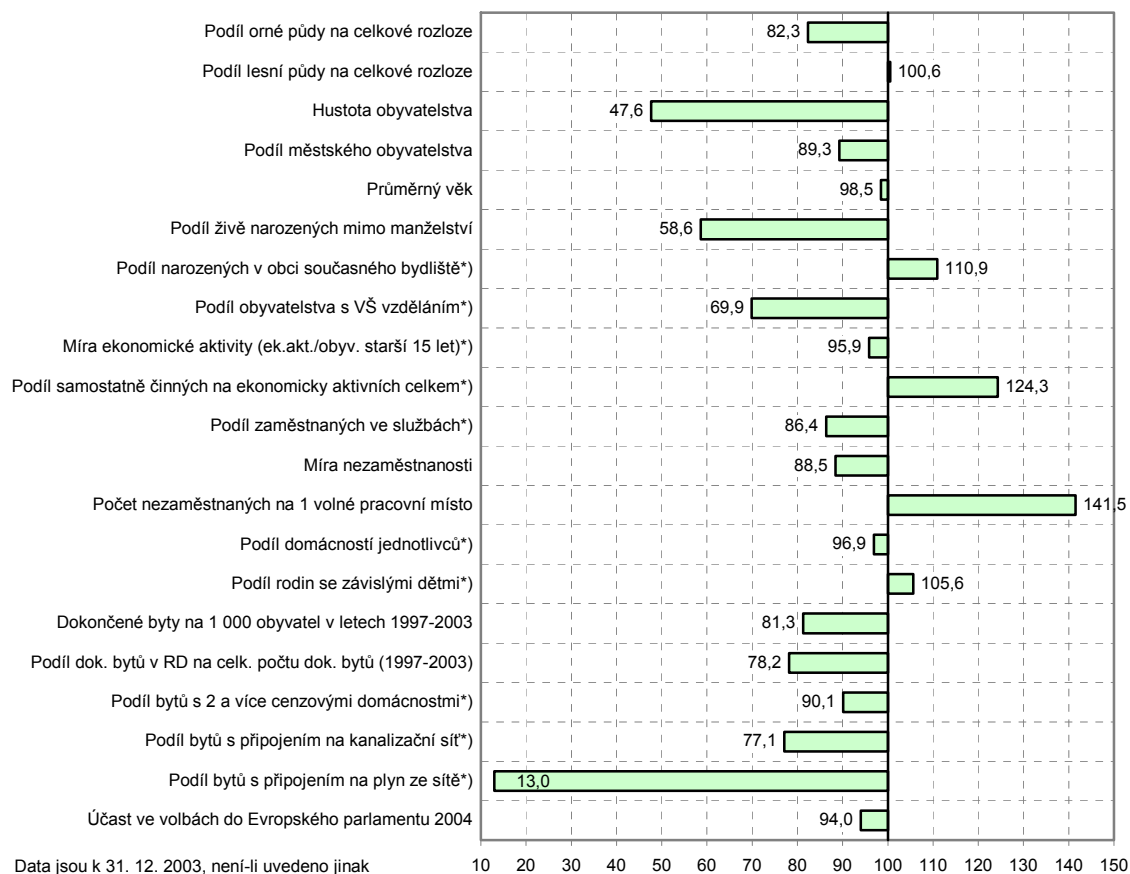 Podíl orné půdy na celkové rozloze 82,3
Podíl lesní půdy na celkové rozloze 100,6
Hustota obyvatelstva 47,6
Podíl městského obyvatelstva 89,3
Průměrný věk 98,5
Podíl živě narozených mimo manželství 58,6
Podíl narozených v obci současného bydliště*) 110,9
Podíl obyvatelstva s VŠ vzděláním*) 69,9
Míra ekonomické aktivity (ek.akt./obyv. starší 15 let)*) 95,9
Podíl samostatně činných na ekonomicky aktivních celkem*) 124,3
Podíl zaměstnaných ve službách*) 86,4
Míra nezaměstnanosti 88,5
Počet nezaměstnaných na 1 volné pracovní místo 141,5
Podíl domácností jednotlivců*) 96,9
Podíl rodin se závislými dětmi*) 105,6
Dokončené byty na 1 000 obyvatel v letech 1997-2003 81,3
Podíl dok. bytů v RD na celk. počtu dok. bytů (1997-2003) 78,2
Podíl bytů s 2 a více cenzovými domácnostmi*) 90,1
Podíl bytů s připojením na kanalizační síť*) 77,1
Podíl bytů s připojením na plyn ze sítě*) 13,0
Účast ve volbách do Evropského parlamentu 2004 94,0
10 20 30 40 50 60 70 80 90 100 110 120 130 140 150
Data jsou k 31. 12. 2003, není-li uvedeno jinak